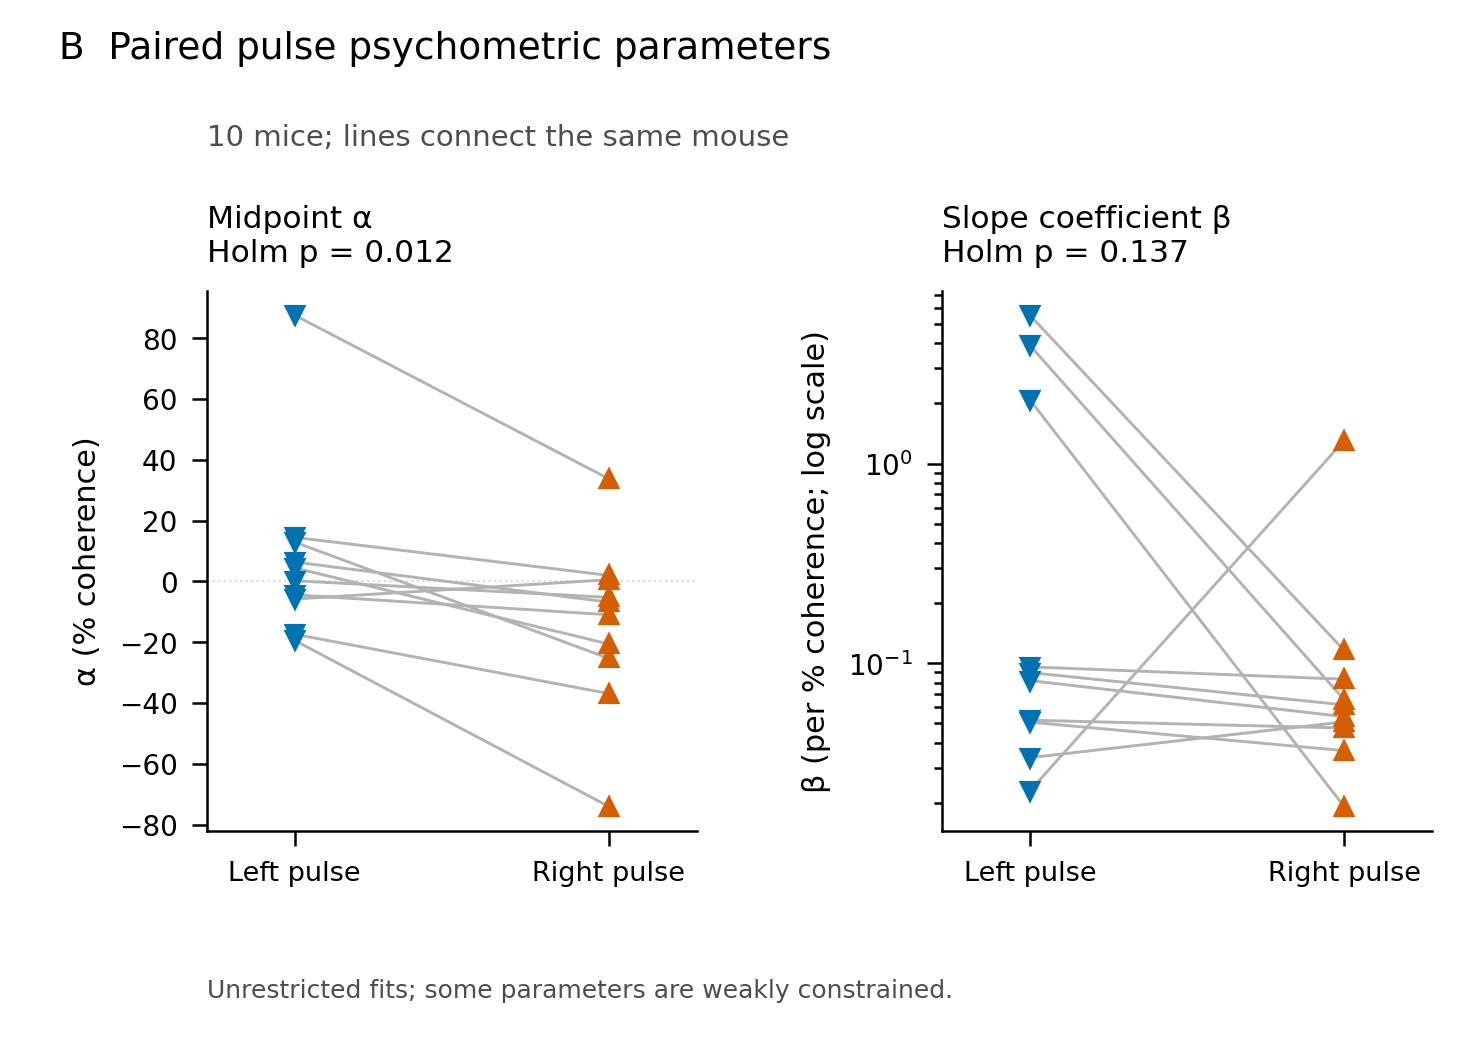 B Paired pulse psychometric parameters
10 mice; lines connect the same mouse
Midpoint α
Holm p = 0.012
α (% coherence)
80
60
40
20
0
−20
−40
−60
−80
Left pulse
Right pulse
Slope coefficient β
Holm p = 0.137
β (per % coherence; log scale)
10⁰
10⁻¹
Left pulse
Right pulse
Unrestricted fits; some parameters are weakly constrained.